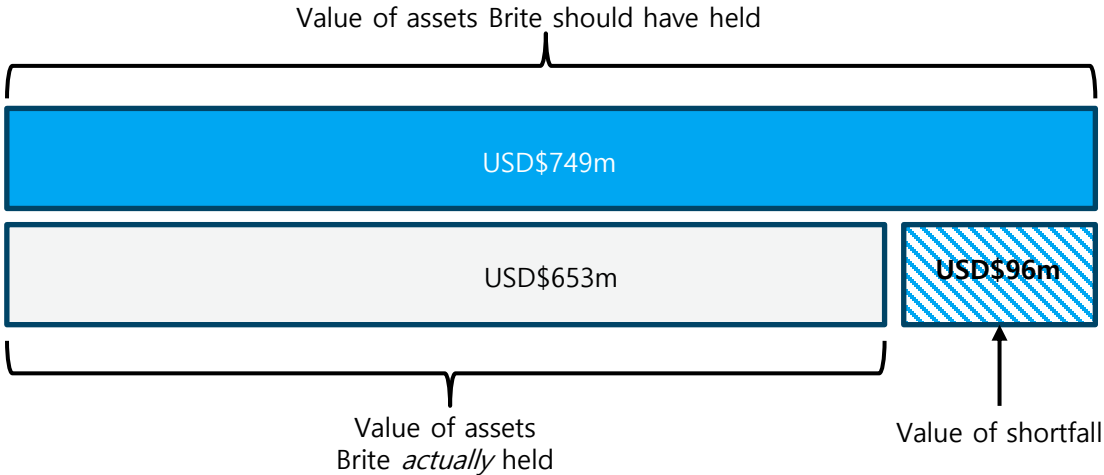 Value of assets Brite should have held
USD$749m
USD$653m
USD$96m
Value of assets
Brite actually held
Value of shortfall